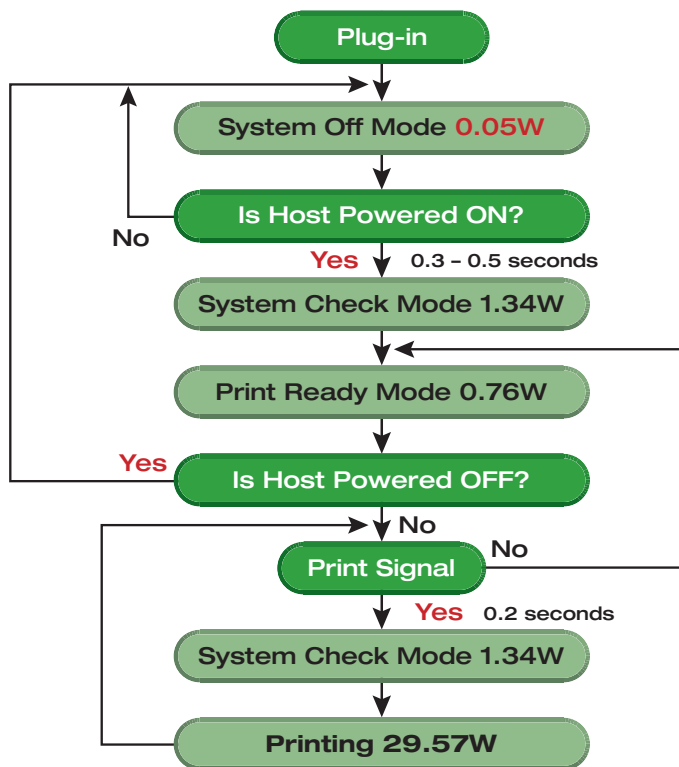 Plug-in
System Off Mode 0.05W
Is Host Powered ON?
No
Yes 0.3 – 0.5 seconds
System Check Mode 1.34W
Print Ready Mode 0.76W
Yes
Is Host Powered OFF?
No
Print Signal
No
Yes 0.2 seconds
System Check Mode 1.34W
Printing 29.57W